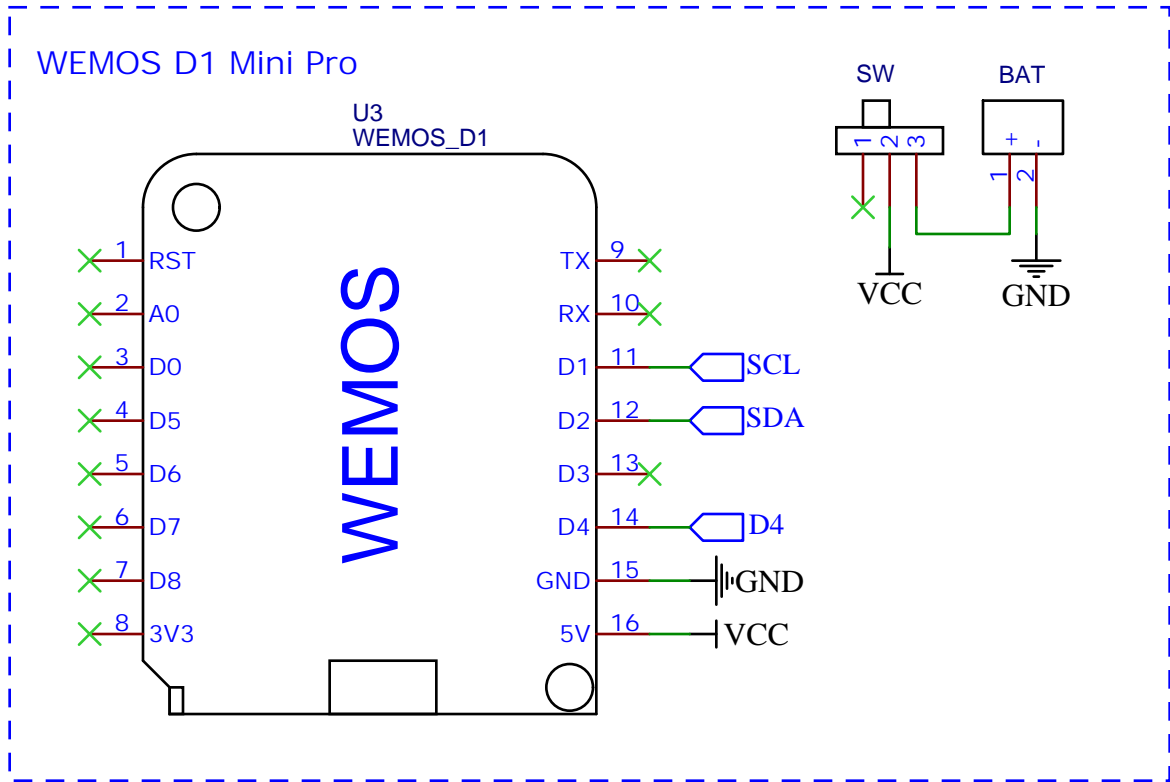 WEMOS D1 Mini Pro
SW
BAT
U3
WEMOS_D1
1 2 3
+ -
1 2
VCC
GND
WEMOS
1 RST
2 A0
3 D0
4 D5
5 D6
6 D7
7 D8
8 3V3
TX 9
RX 10
D1 11 SCL
D2 12 SDA
D3 13
D4 14 D4
GND 15 GND
5V 16 VCC